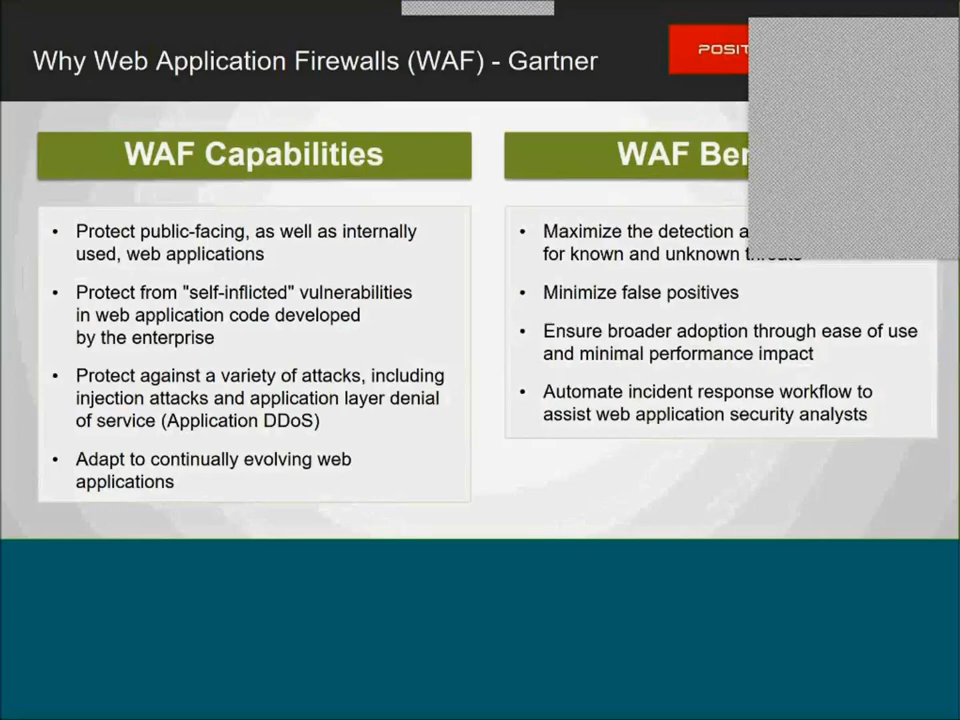 Why Web Application Firewalls (WAF) - Gartner
WAF Capabilities
• Protect public-facing, as well as internally
used, web applications
• Protect from "self-inflicted" vulnerabilities
in web application code developed
by the enterprise
• Protect against a variety of attacks, including
injection attacks and application layer denial
of service (Application DDoS)
• Adapt to continually evolving web
applications
WAF
• Maximize the detection
for known and unknown
• Minimize false positives
• Ensure broader adoption through ease of use
and minimal performance impact
• Automate incident response workflow to
assist web application security analysts